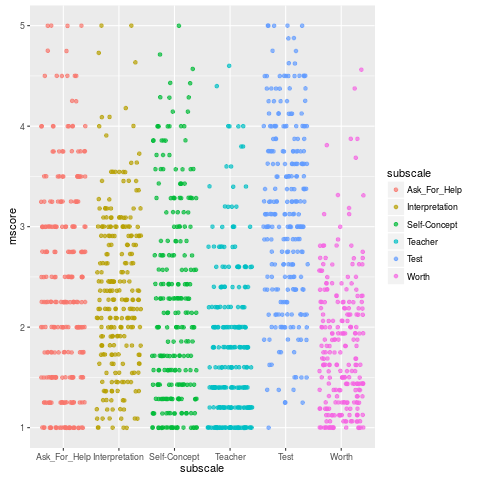 5
4
3
2
1
mscore
Ask_For_Help Interpretation Self-Concept Teacher Test Worth
subscale
subscale
Ask_For_Help
Interpretation
Self-Concept
Teacher
Test
Worth